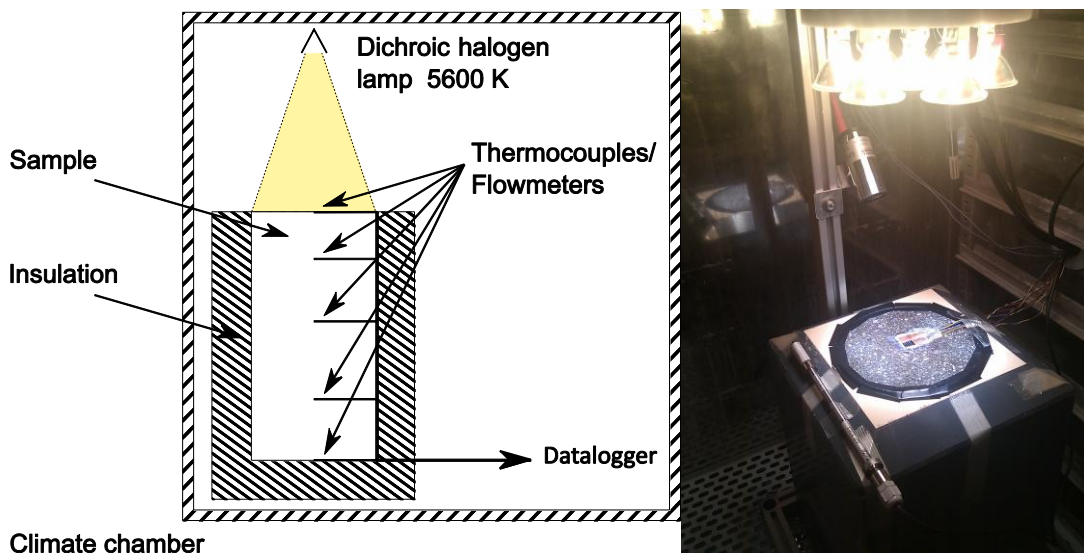 Dichroic halogen
lamp 5600 K
Sample
Thermocouples/
Flowmeters
Insulation
Datalogger
Climate chamber